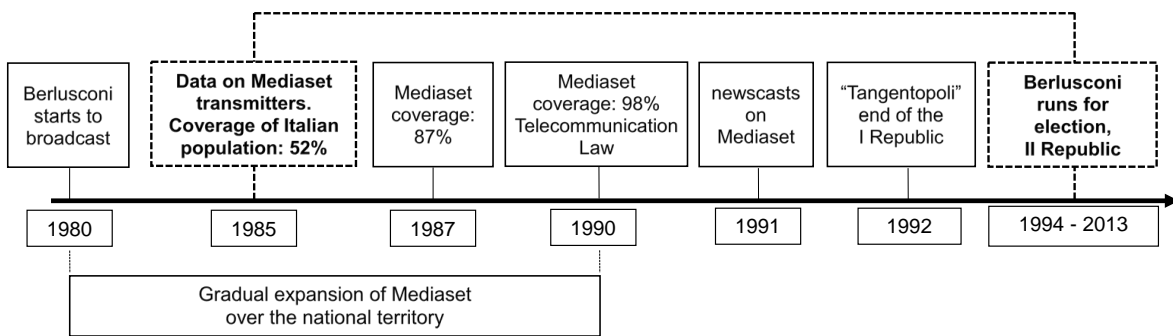 Berlusconi
starts to
broadcast
Data on Mediaset
transmitters.
Coverage of Italian
population: 52%
Mediaset
coverage:
87%
Mediaset
coverage: 98%
Telecommunication
Law
newscasts
on
Mediaset
“Tangentopoli”
end of the
I Republic
Berlusconi
runs for
election,
II Republic
1980
1985
1987
1990
1991
1992
1994 - 2013
Gradual expansion of Mediaset
over the national territory